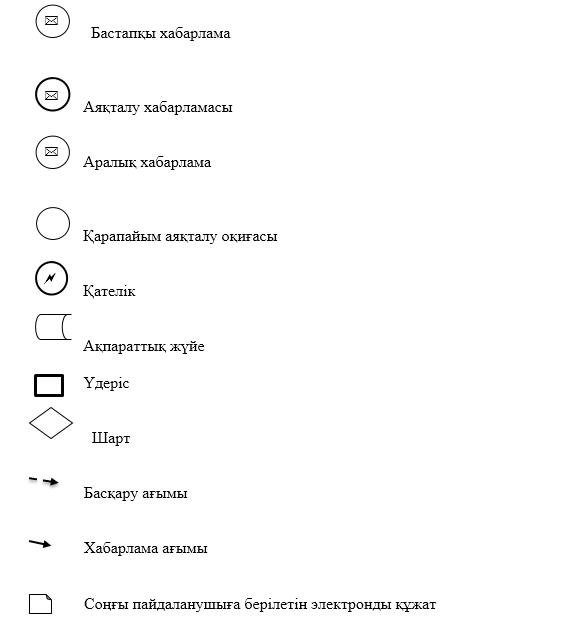 Бастапқы хабарлама
Аяқталу хабарламасы
Аралық хабарлама
Қарапайым аяқталу оқиғасы
Қателік
Ақпараттық жүйе
Үдеріс
Шарт
Басқару ағымы
Хабарлама ағымы
Соңғы пайдаланушыға берілетін электронды құжат